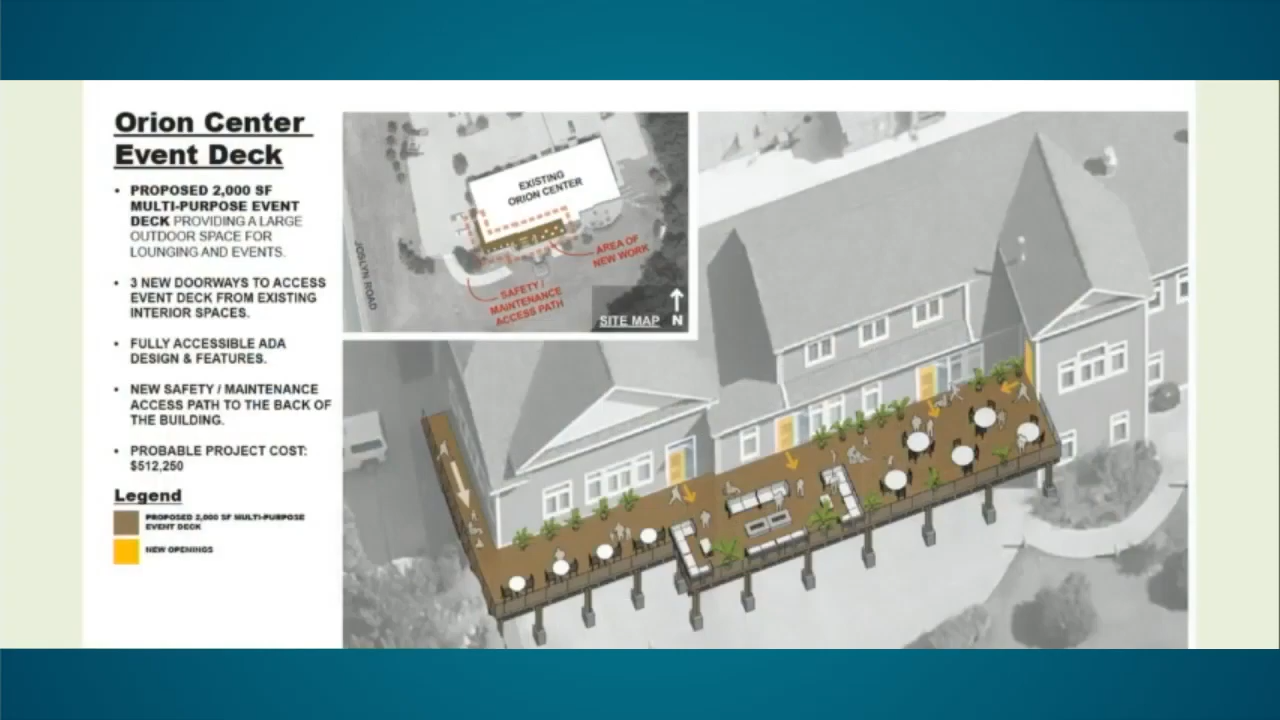 Orion Center
Event Deck
• PROPOSED 2,000 SF
MULTI-PURPOSE EVENT
DECK PROVIDING A LARGE
OUTDOOR SPACE FOR
LOUNGING AND EVENTS.
• 3 NEW DOORWAYS TO ACCESS
EVENT DECK FROM EXISTING
INTERIOR SPACES.
• FULLY ACCESSIBLE ADA
DESIGN & FEATURES.
• NEW SAFETY / MAINTENANCE
ACCESS PATH TO THE BACK OF
THE BUILDING.
• PROBABLE PROJECT COST:
$512,250
Legend
PROPOSED 2,000 SF MULTI-PURPOSE
EVENT DECK
NEW OPENINGS
EXISTING
ORION CENTER
AREA OF
NEW WORK
SAFETY /
MAINTENANCE
ACCESS PATH
JOSLYN ROAD
SITE MAP
N